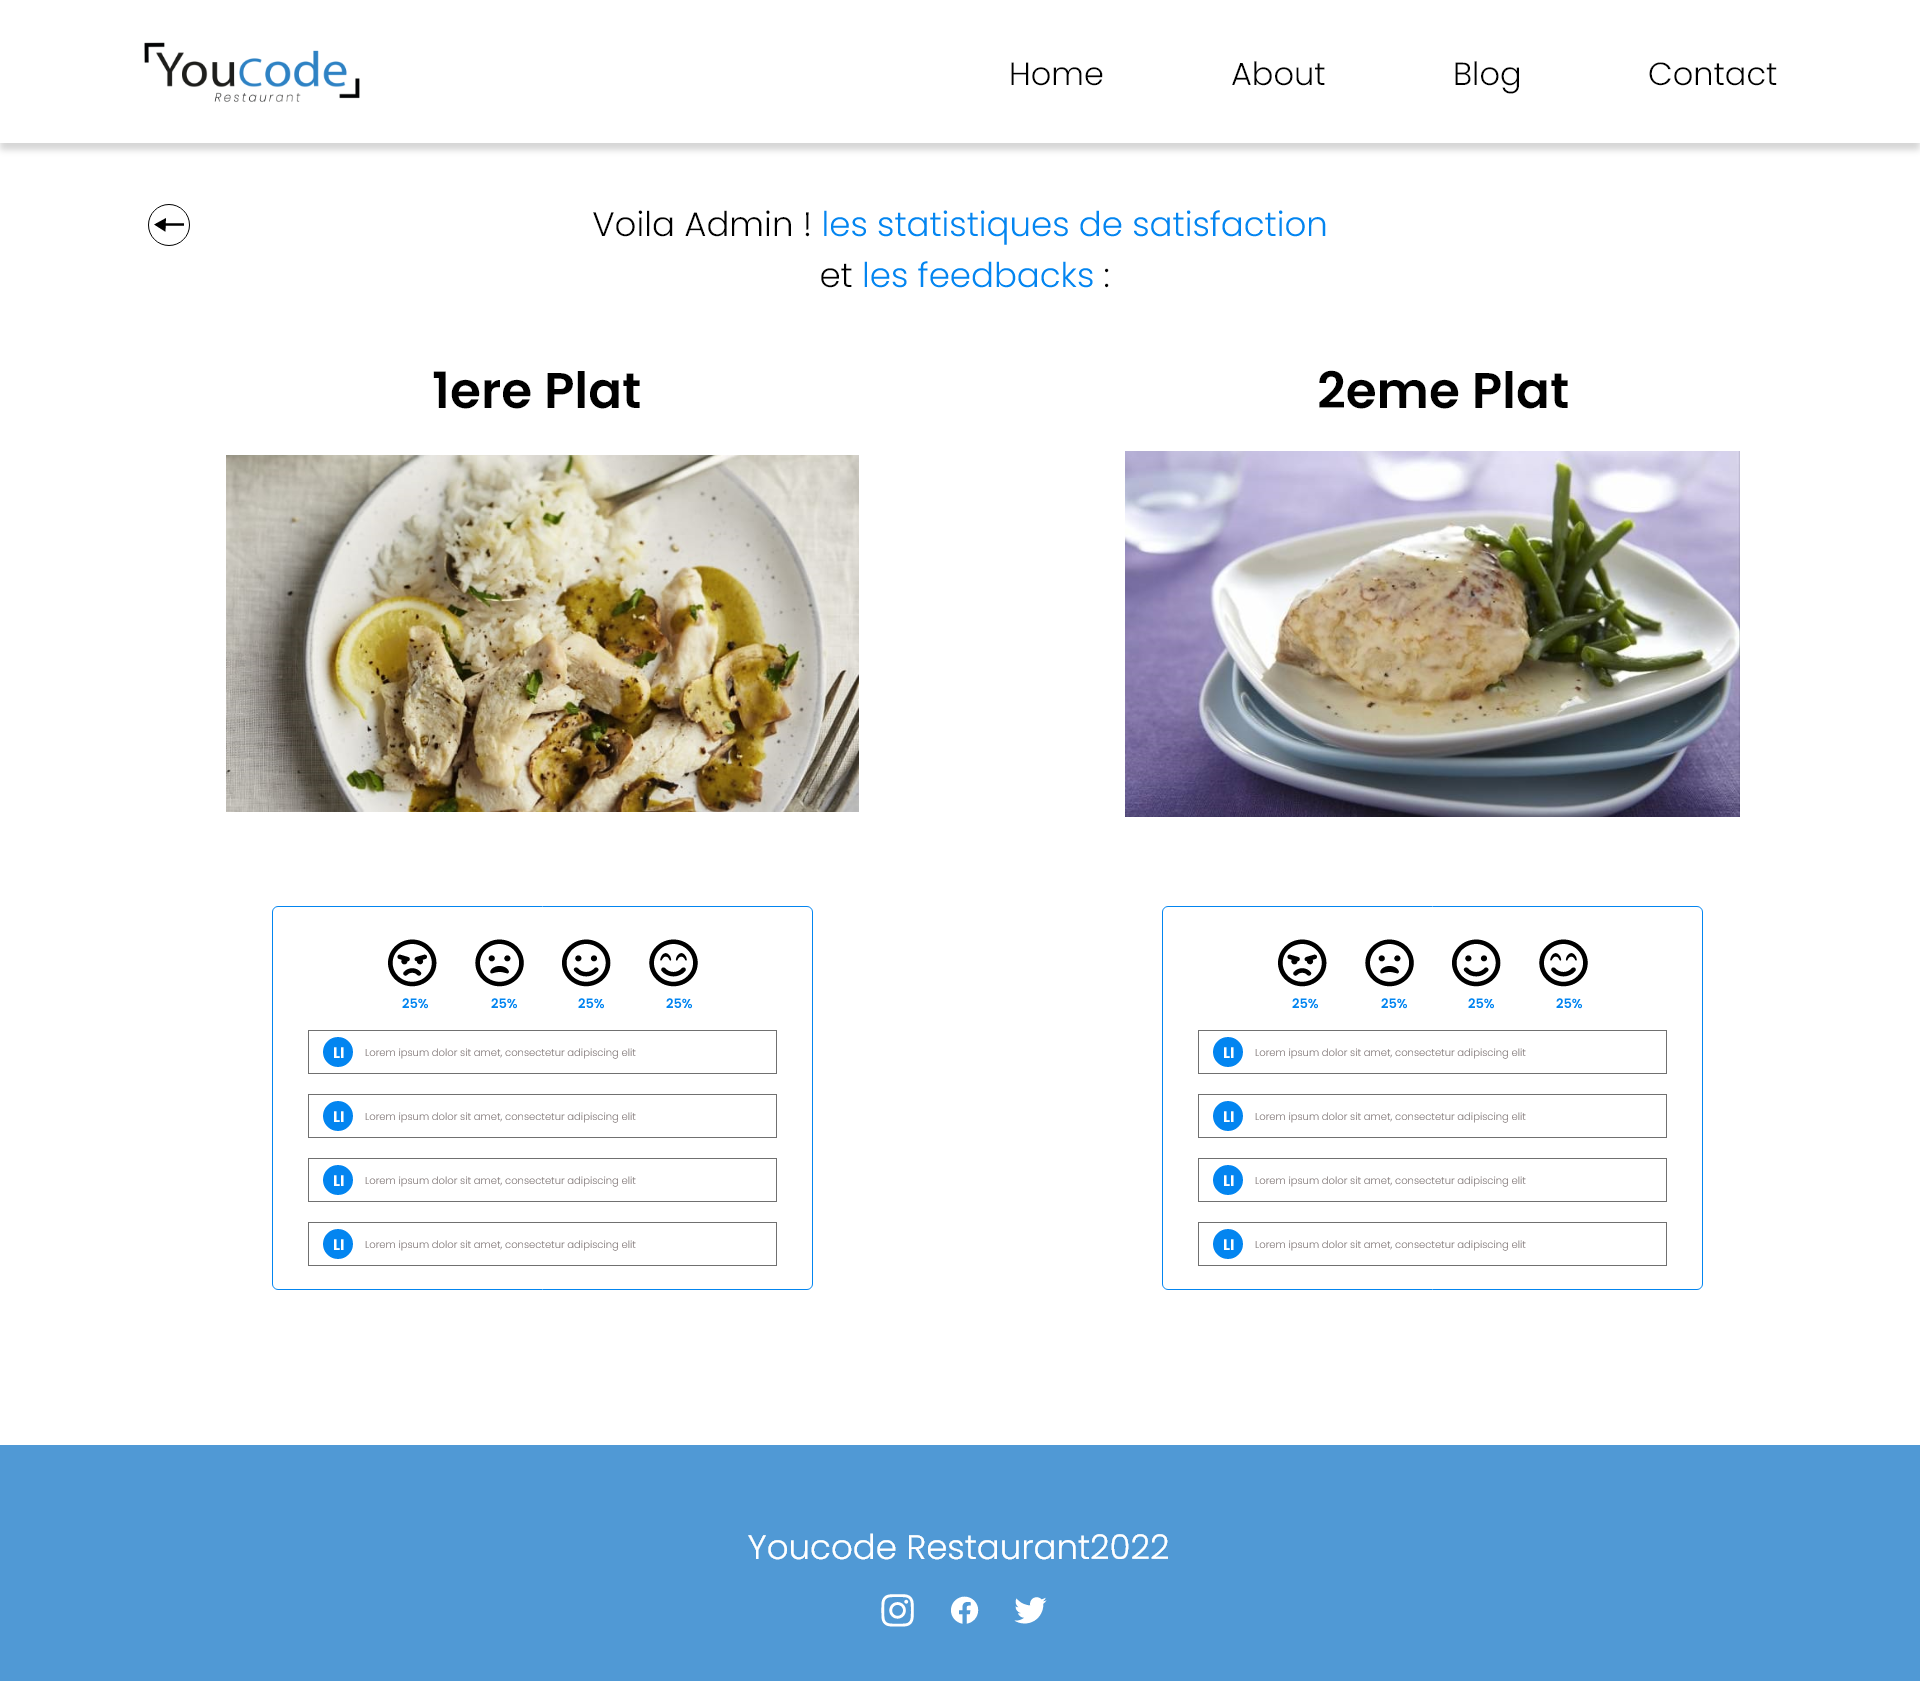 YouCode
Restaurant
Home About Blog Contact
Voila Admin ! les statistiques de satisfaction
et les feedbacks :
1ere Plat
2eme Plat
25% 25% 25% 25%
LI Lorem ipsum dolor sit amet, consectetur adipiscing elit
LI Lorem ipsum dolor sit amet, consectetur adipiscing elit
LI Lorem ipsum dolor sit amet, consectetur adipiscing elit
LI Lorem ipsum dolor sit amet, consectetur adipiscing elit
25% 25% 25% 25%
LI Lorem ipsum dolor sit amet, consectetur adipiscing elit
LI Lorem ipsum dolor sit amet, consectetur adipiscing elit
LI Lorem ipsum dolor sit amet, consectetur adipiscing elit
LI Lorem ipsum dolor sit amet, consectetur adipiscing elit
Youcode Restaurant2022